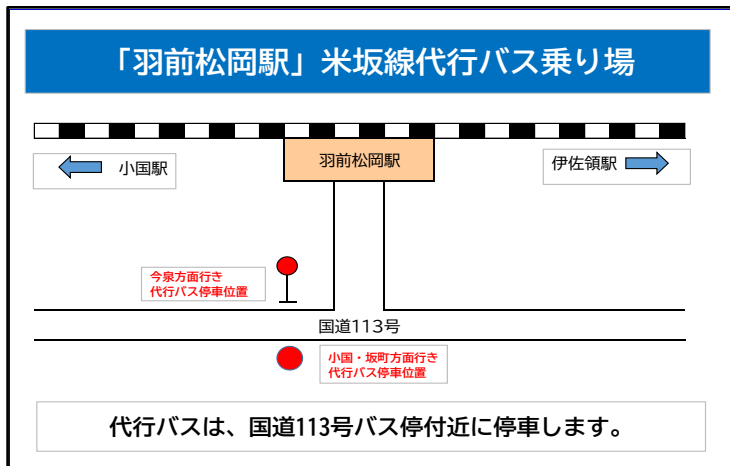 「羽前松岡駅」米坂線代行バス乗り場
羽前松岡駅
小国駅
伊佐領駅
今泉方面行き
代行バス停車位置
国道113号
小国・坂町方面行き
代行バス停車位置
代行バスは、国道113号バス停付近に停車します。